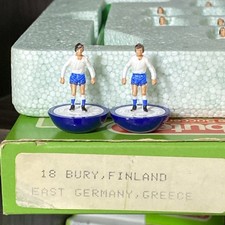 18 BURY,FINLAND
EAST GERMANY,GREECE